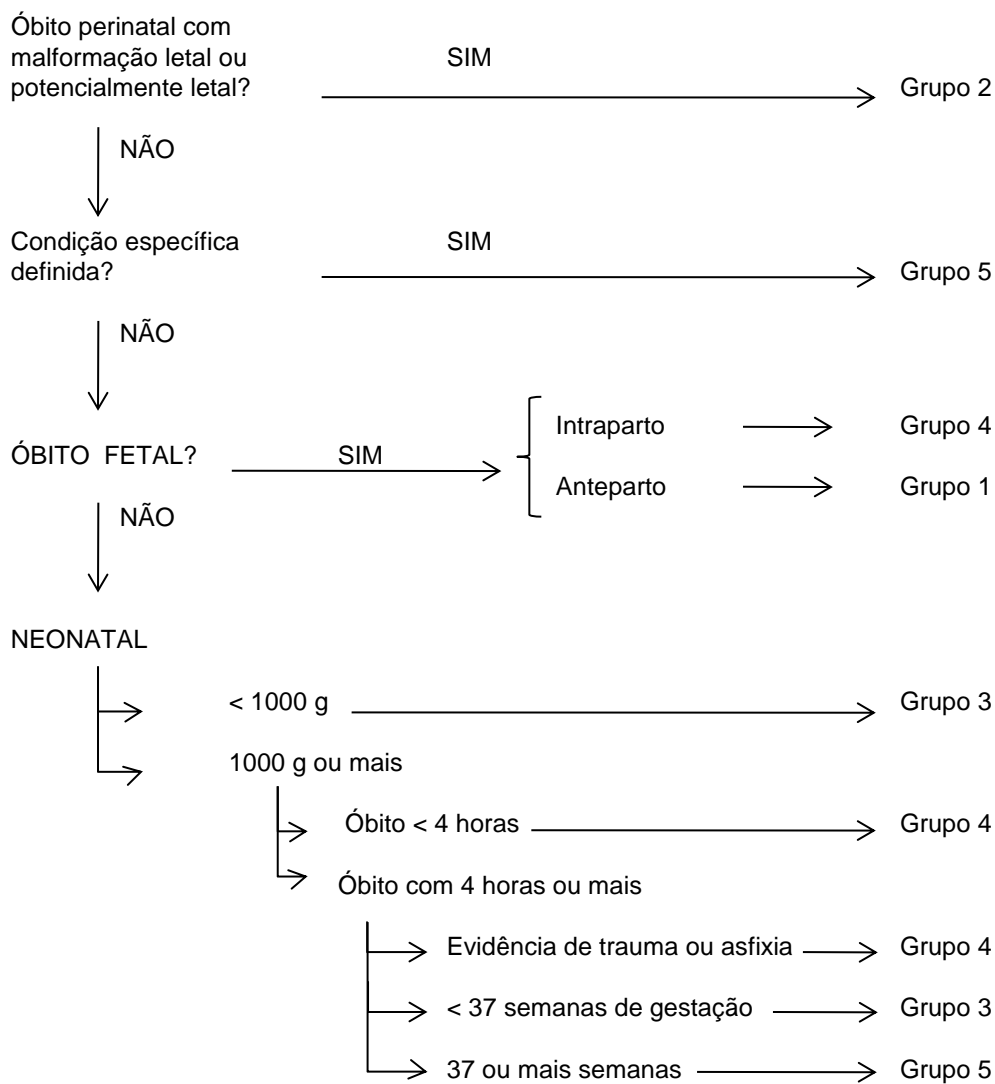 Óbito perinatal com
malformação letal ou
potencialmente letal?
SIM
Grupo 2
NÃO
Condição específica
definida?
SIM
Grupo 5
NÃO
ÓBITO FETAL?
SIM
Intraparto
Grupo 4
Anteparto
Grupo 1
NÃO
NEONATAL
< 1000 g
Grupo 3
1000 g ou mais
Óbito < 4 horas
Grupo 4
Óbito com 4 horas ou mais
Evidência de trauma ou asfixia
Grupo 4
< 37 semanas de gestação
Grupo 3
37 ou mais semanas
Grupo 5